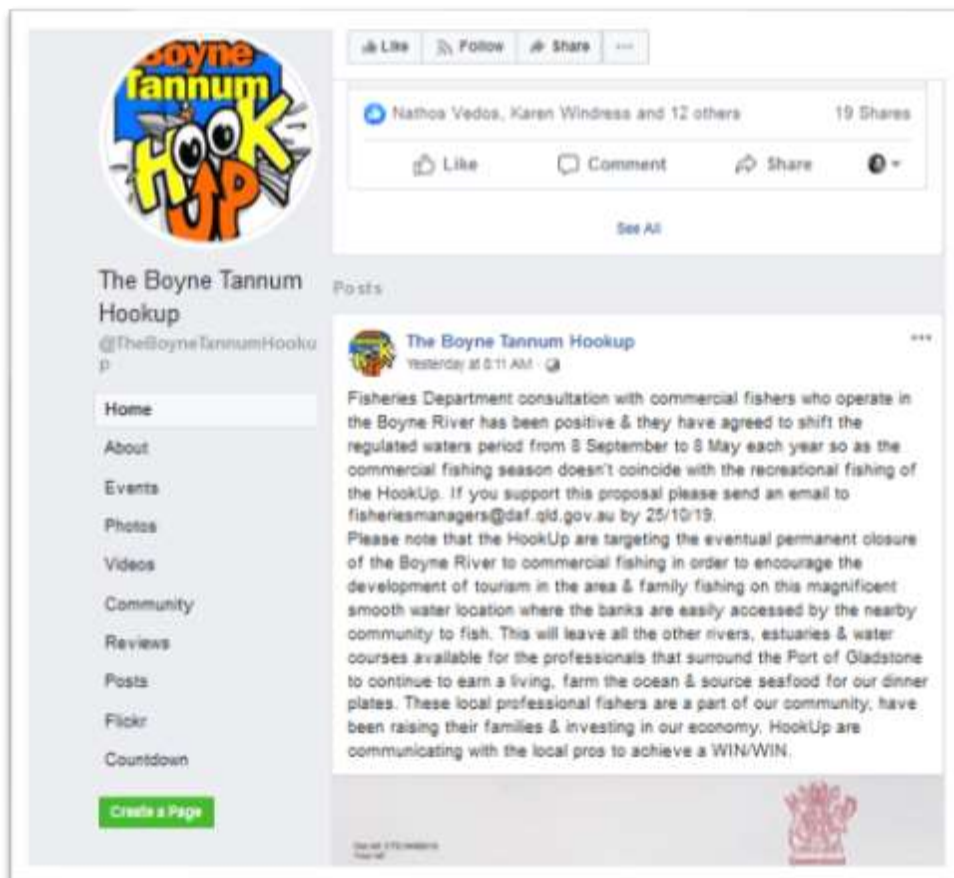 Boyne
Tannum
HOOK
UP
Like Follow Share ...
Nathos Vedos, Karen Windress and 12 others 19 Shares
Like Comment Share
See All
The Boyne Tannum
Hookup
@TheBoyneTannumHooku
p
Home
About
Events
Photos
Videos
Community
Reviews
Posts
Flickr
Countdown
Create a Page
Posts
The Boyne Tannum Hookup
Yesterday at 8:11 AM ·
Fisheries Department consultation with commercial fishers who operate in
the Boyne River has been positive & they have agreed to shift the
regulated waters period from 8 September to 8 May each year so as the
commercial fishing season doesn't coincide with the recreational fishing of
the HookUp. If you support this proposal please send an email to
fisheriesmanagers@daf.qld.gov.au by 25/10/19.
Please note that the HookUp are targeting the eventual permanent closure
of the Boyne River to commercial fishing in order to encourage the
development of tourism in the area & family fishing on this magnificent
smooth water location where the banks are easily accessed by the nearby
community to fish. This will leave all the other rivers, estuaries & water
courses available for the professionals that surround the Port of Gladstone
to continue to earn a living, farm the ocean & source seafood for our dinner
plates. These local professional fishers are a part of our community, have
been raising their families & investing in our economy. HookUp are
communicating with the local pros to achieve a WIN/WIN.